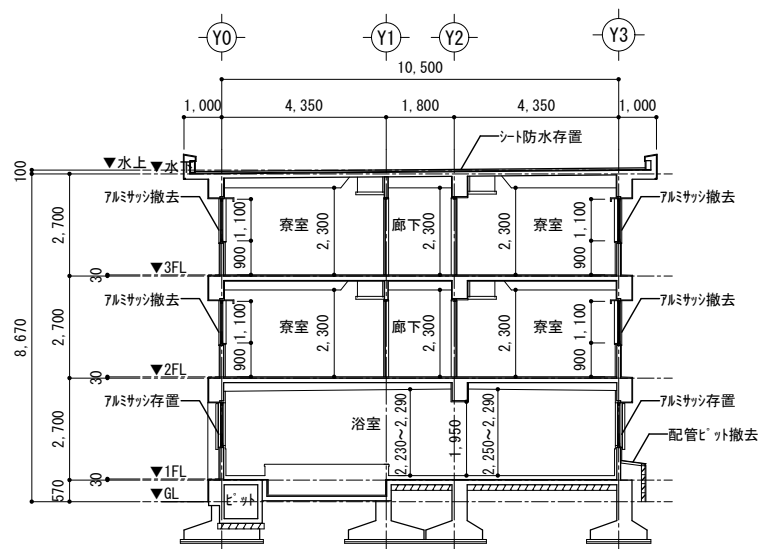 Y0 Y1 Y2 Y3
10,500
1,000 4,350 1,800 4,350 1,000
シート防水存置
▼水上 ▼水下
100
アルミサッシ撤去 アルミサッシ撤去
2,700
寮室 廊下 寮室
900 1,100 2,300 2,300 2,300 900 1,100
▼3FL
30
アルミサッシ撤去 アルミサッシ撤去
8,670
2,700
寮室 廊下 寮室
900 1,100 2,300 2,300 2,300 900 1,100
▼2FL
30
アルミサッシ存置 アルミサッシ存置
2,700
浴室
2,230～2,290 1,950 2,250～2,290
配管ピット撤去
▼1FL
30
570
▼GL
ピット